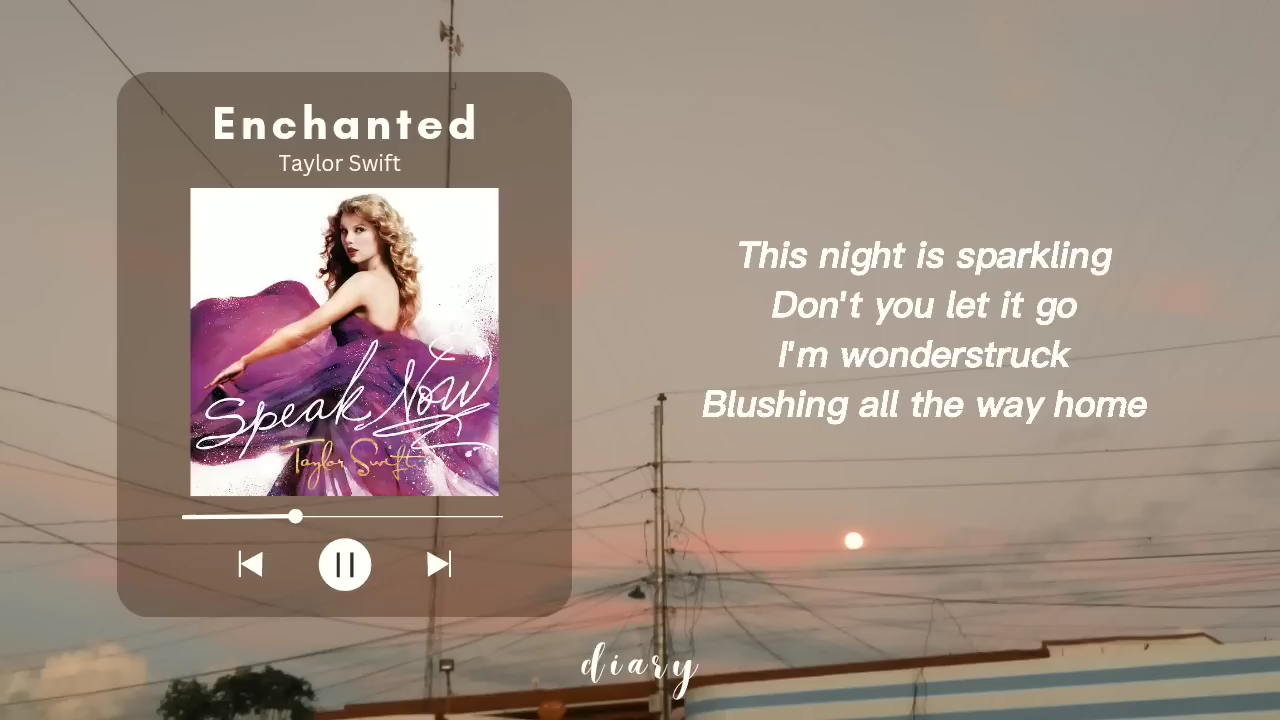 Enchanted
Taylor Swift
Speak Now
Taylor Swift
This night is sparkling
Don't you let it go
I'm wonderstruck
Blushing all the way home
diary